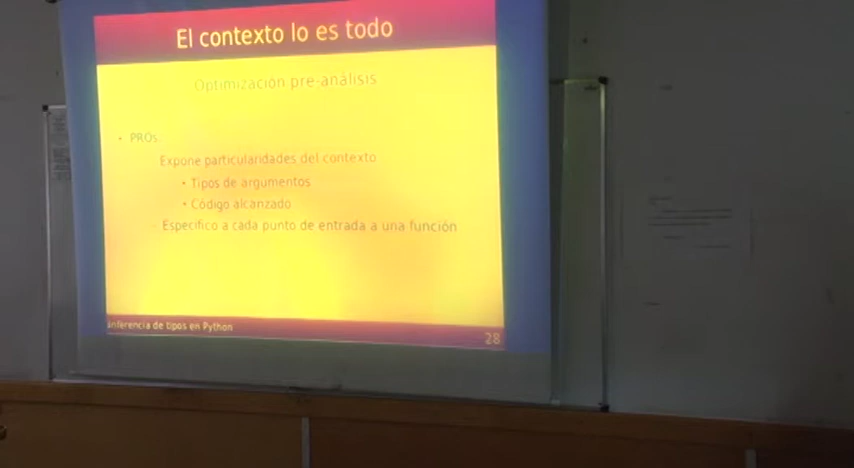 El contexto lo es todo
Optimización pre-análisis
• PROs:
Expone particularidades del contexto
• Tipos de argumentos
• Código alcanzado
Específico a cada punto de entrada a una función
nferencia de tipos en Python
28